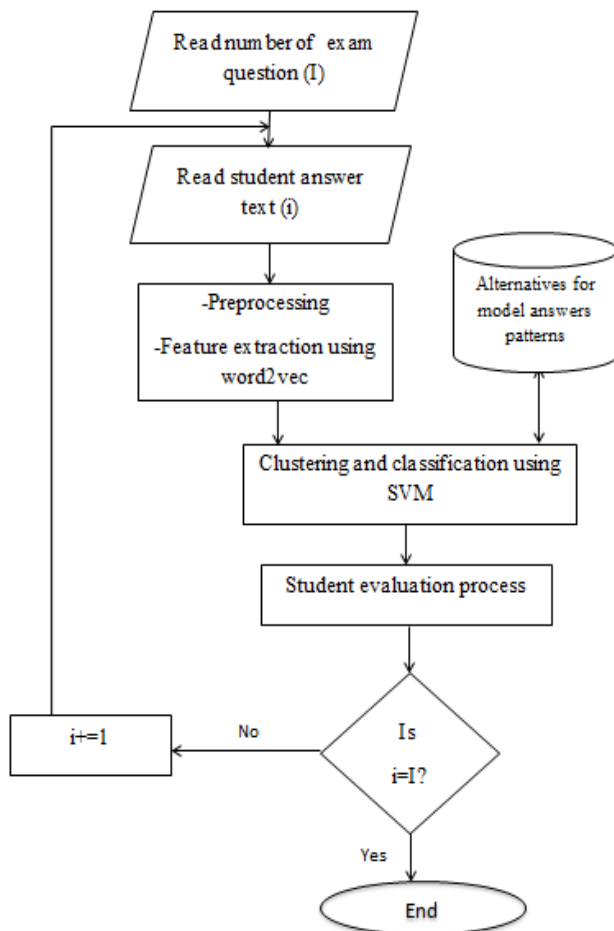 Read number of exam
question (I)
Read student answer
text (i)
-Preprocessing
-Feature extraction using
word2vec
Alternatives for
model answers
patterns
Clustering and classification using
SVM
Student evaluation process
Is
i=I?
No
i+=1
Yes
End